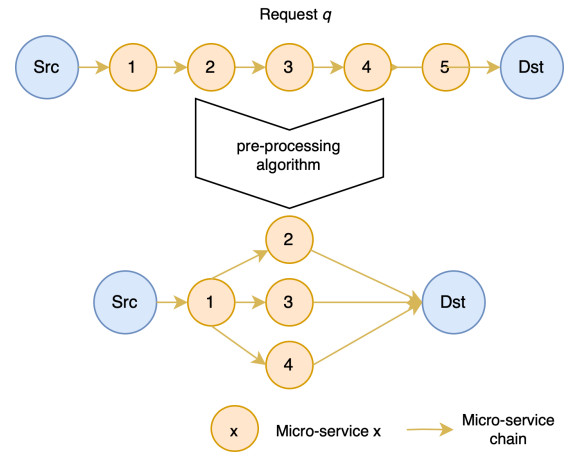 Request q
Src 1 2 3 4 5 Dst
pre-processing
algorithm
2
Src 1 3 Dst
4
x Micro-service x Micro-service
chain